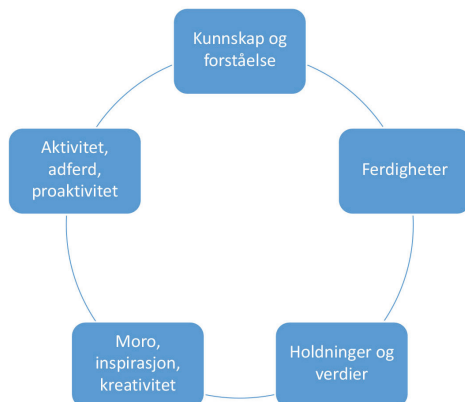 Kunnskap og
forståelse
Ferdigheter
Holdninger og
verdier
Moro,
inspirasjon,
kreativitet
Aktivitet,
adferd,
proaktivitet